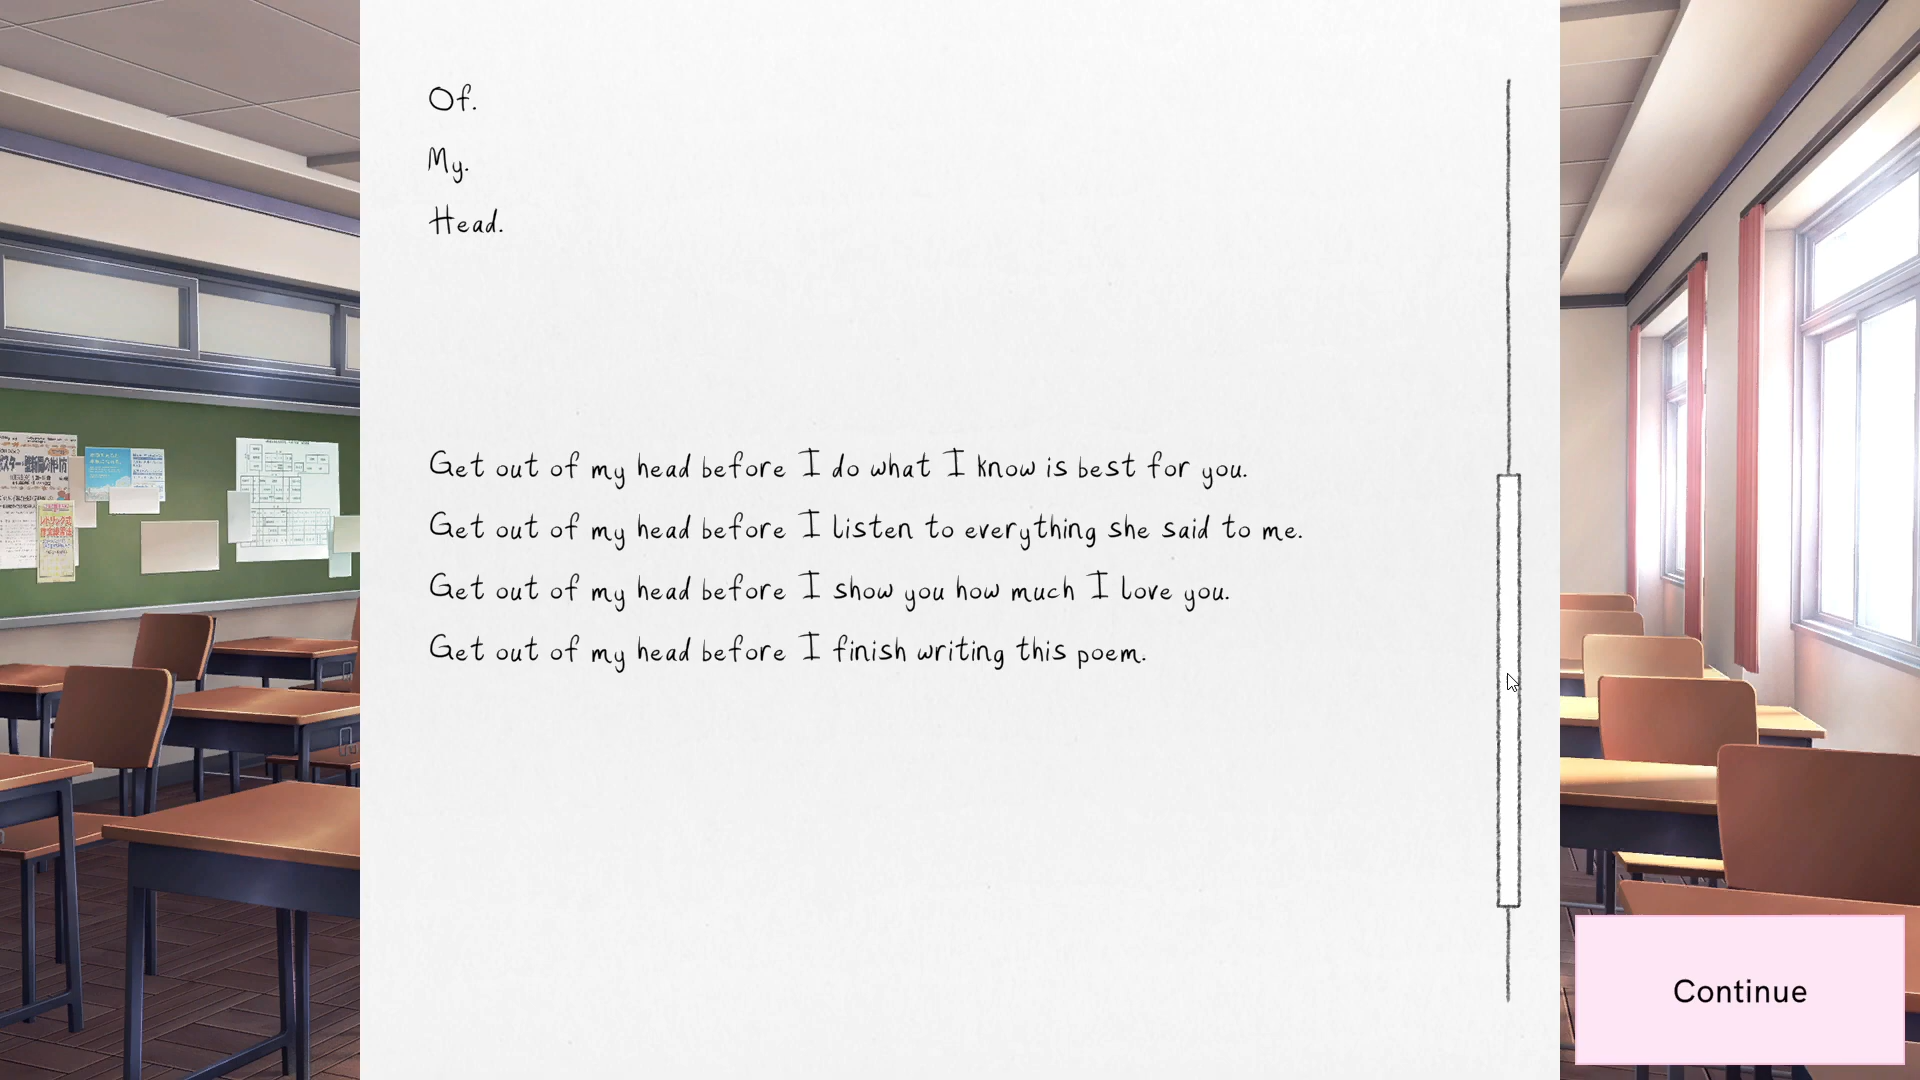 Of.
My.
Head.
Get out of my head before I do what I know is best for you.
Get out of my head before I listen to everything she said to me.
Get out of my head before I show you how much I love you.
Get out of my head before I finish writing this poem.
Continue